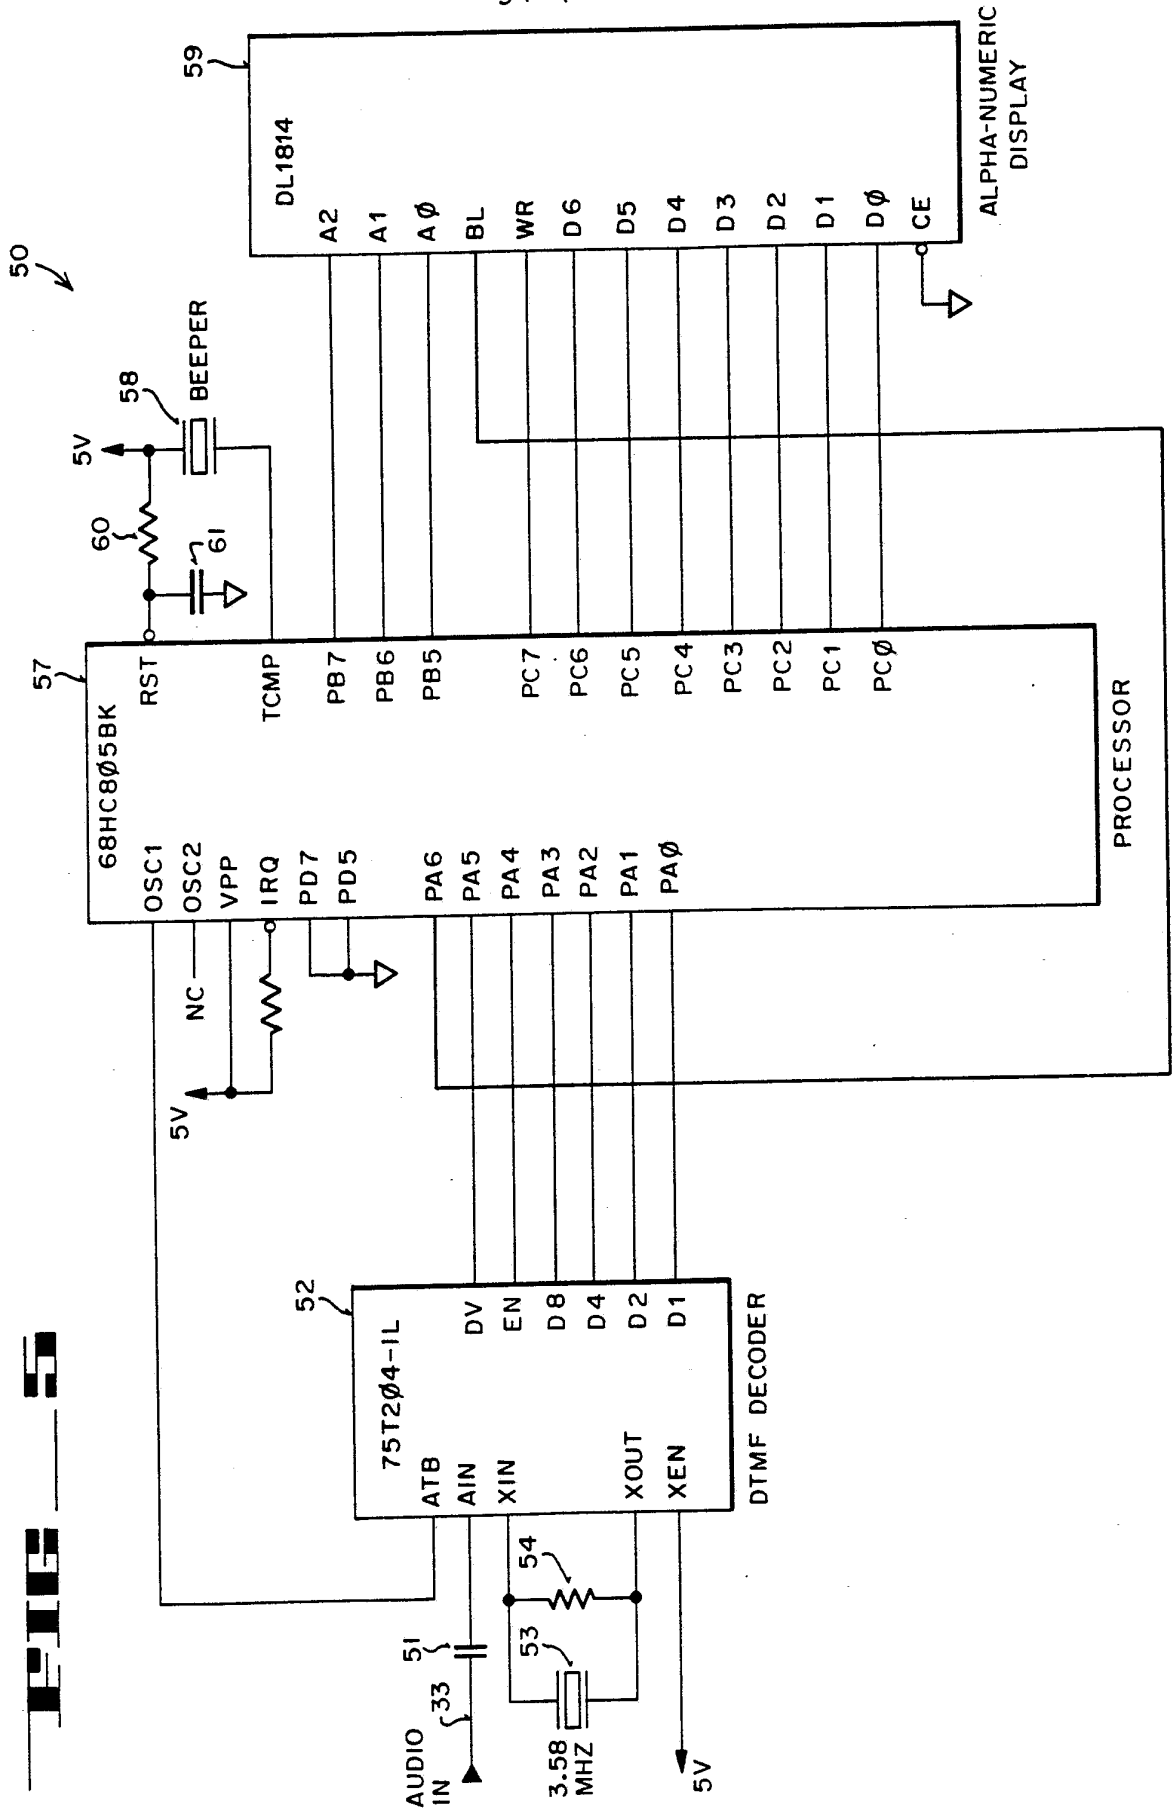 FIG. 5
50
59
DL1814
A2
A1
AØ
BL
WR
D6
D5
D4
D3
D2
D1
DØ
CE
ALPHA-NUMERIC
DISPLAY
5V
58
BEEPER
60
61
57
68HC8Ø5BK
OSC1
OSC2
VPP
IRQ
PD7
PD5
PA6
PA5
PA4
PA3
PA2
PA1
PAØ
RST
TCMP
PB7
PB6
PB5
PC7
PC6
PC5
PC4
PC3
PC2
PC1
PCØ
PROCESSOR
NC
5V
52
75T2Ø4-IL
ATB
AIN
XIN
XOUT
XEN
DV
EN
D8
D4
D2
D1
DTMF DECODER
AUDIO
IN
33
51
53
54
3.58
MHZ
5V